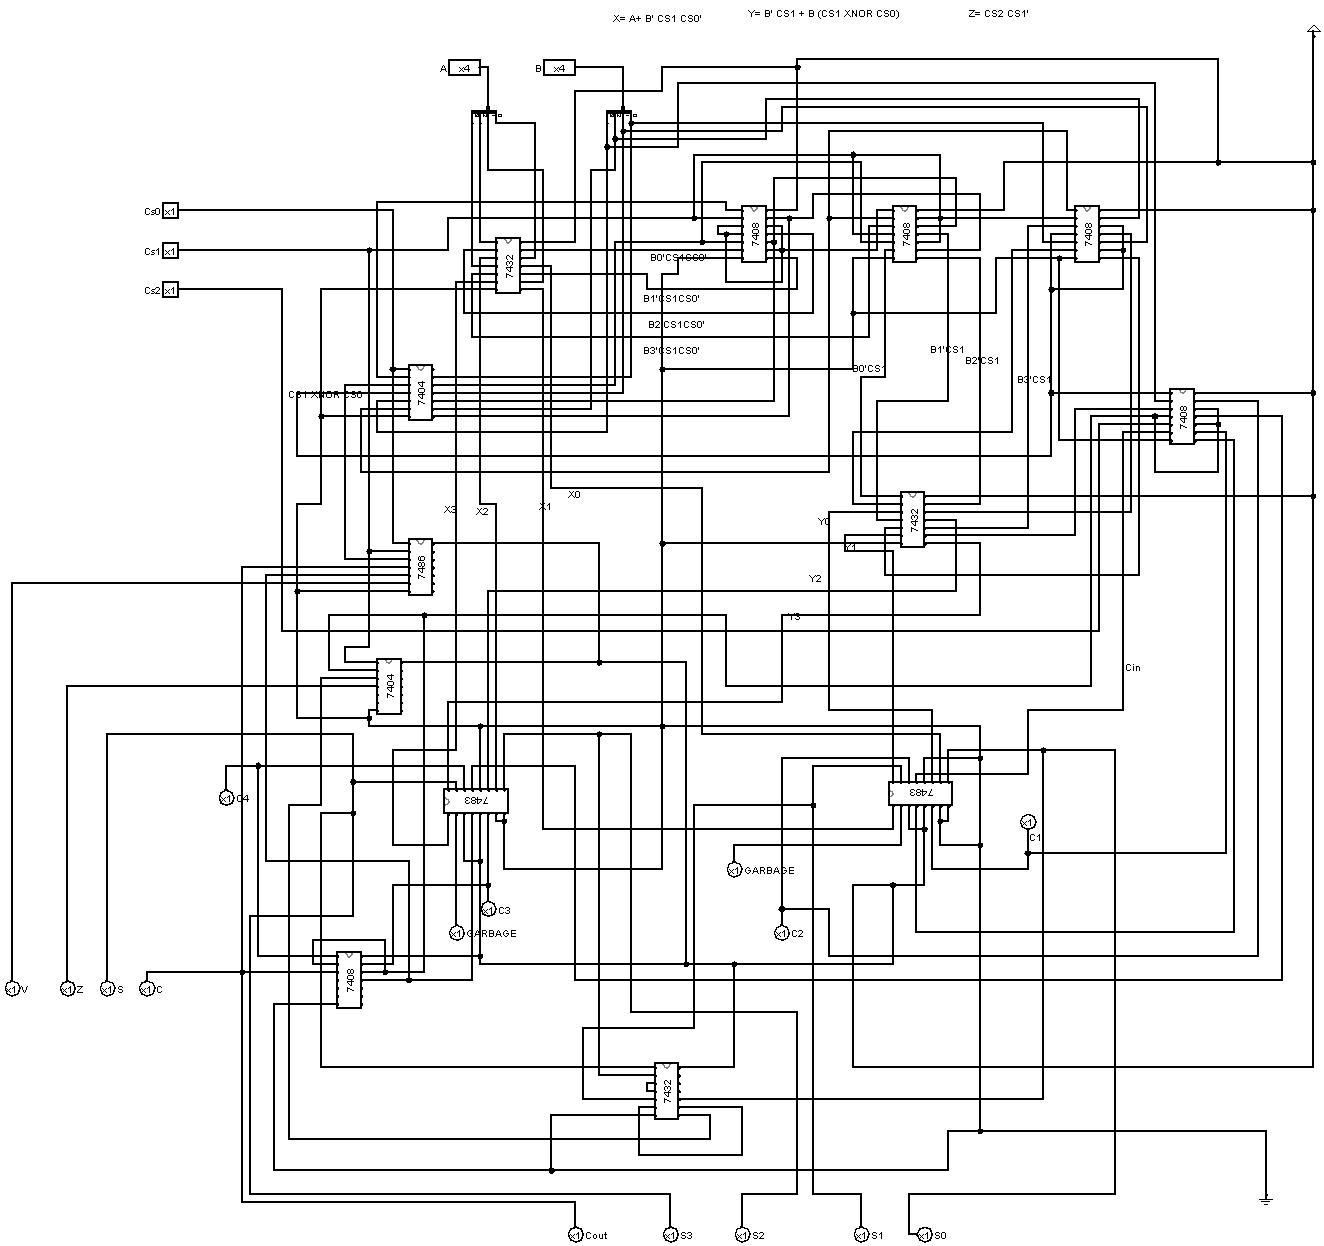 X= A+ B' CS1 CS0'
Y= B' CS1 + B (CS1 XNOR CS0)
Z= CS2 CS1'
A x4
B x4
Cs0 x1
Cs1 x1
Cs2 x1
7408
7408
7408
7432
B0'CS1CS0'
B1'CS1CS0'
B2'CS1CS0'
B3'CS1CS0'
B0'CS1
B1'CS1
B2'CS1
B3'CS1
CS1 XNOR CS0
7404
7408
X3
X2
X1
X0
Y0
Y1
Y2
Y3
7432
7486
7404
Cin
7483
7483
x1 C4
x1 C1
x1 GARBAGE
x1 C3
x1 GARBAGE
x1 C2
7408
x1 V
x1 Z
x1 S
x1 C
7432
x1 Cout
x1 S3
x1 S2
x1 S1
x1 S0